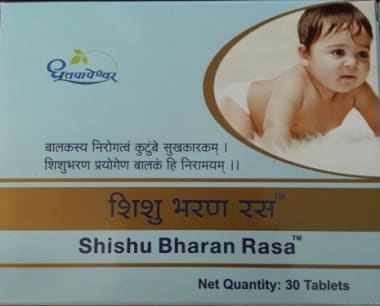 धूतपापेश्वर
बालकस्य निरोगत्वं कुटुंबे सुखकारकम् ।
शिशुभरण प्रयोगेण बालकं हि निरामयम् ।।
शिशु भरण रस™
Shishu Bharan Rasa™
Net Quantity: 30 Tablets